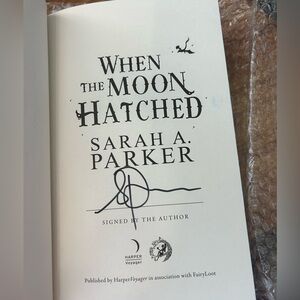 WHEN
THE MOON
HATCHED
SARAH A.
PARKER
SIGNED BY THE AUTHOR
HARPER
Voyager
Published by HarperVoyager in association with FairyLoot